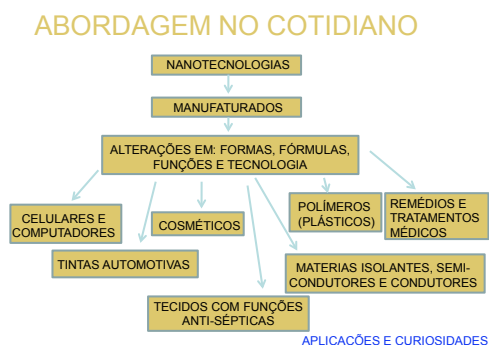 ABORDAGEM NO COTIDIANO
NANOTECNOLOGIAS
MANUFATURADOS
ALTERAÇÕES EM: FORMAS, FÓRMULAS,
FUNÇÕES E TECNOLOGIA
CELULARES E
COMPUTADORES
COSMÉTICOS
POLÍMEROS
(PLÁSTICOS)
REMÉDIOS E
TRATAMENTOS
MÉDICOS
TINTAS AUTOMOTIVAS
MATERIAS ISOLANTES, SEMI-
CONDUTORES E CONDUTORES
TECIDOS COM FUNÇÕES
ANTI-SÉPTICAS
APLICACÕES E CURIOSIDADES